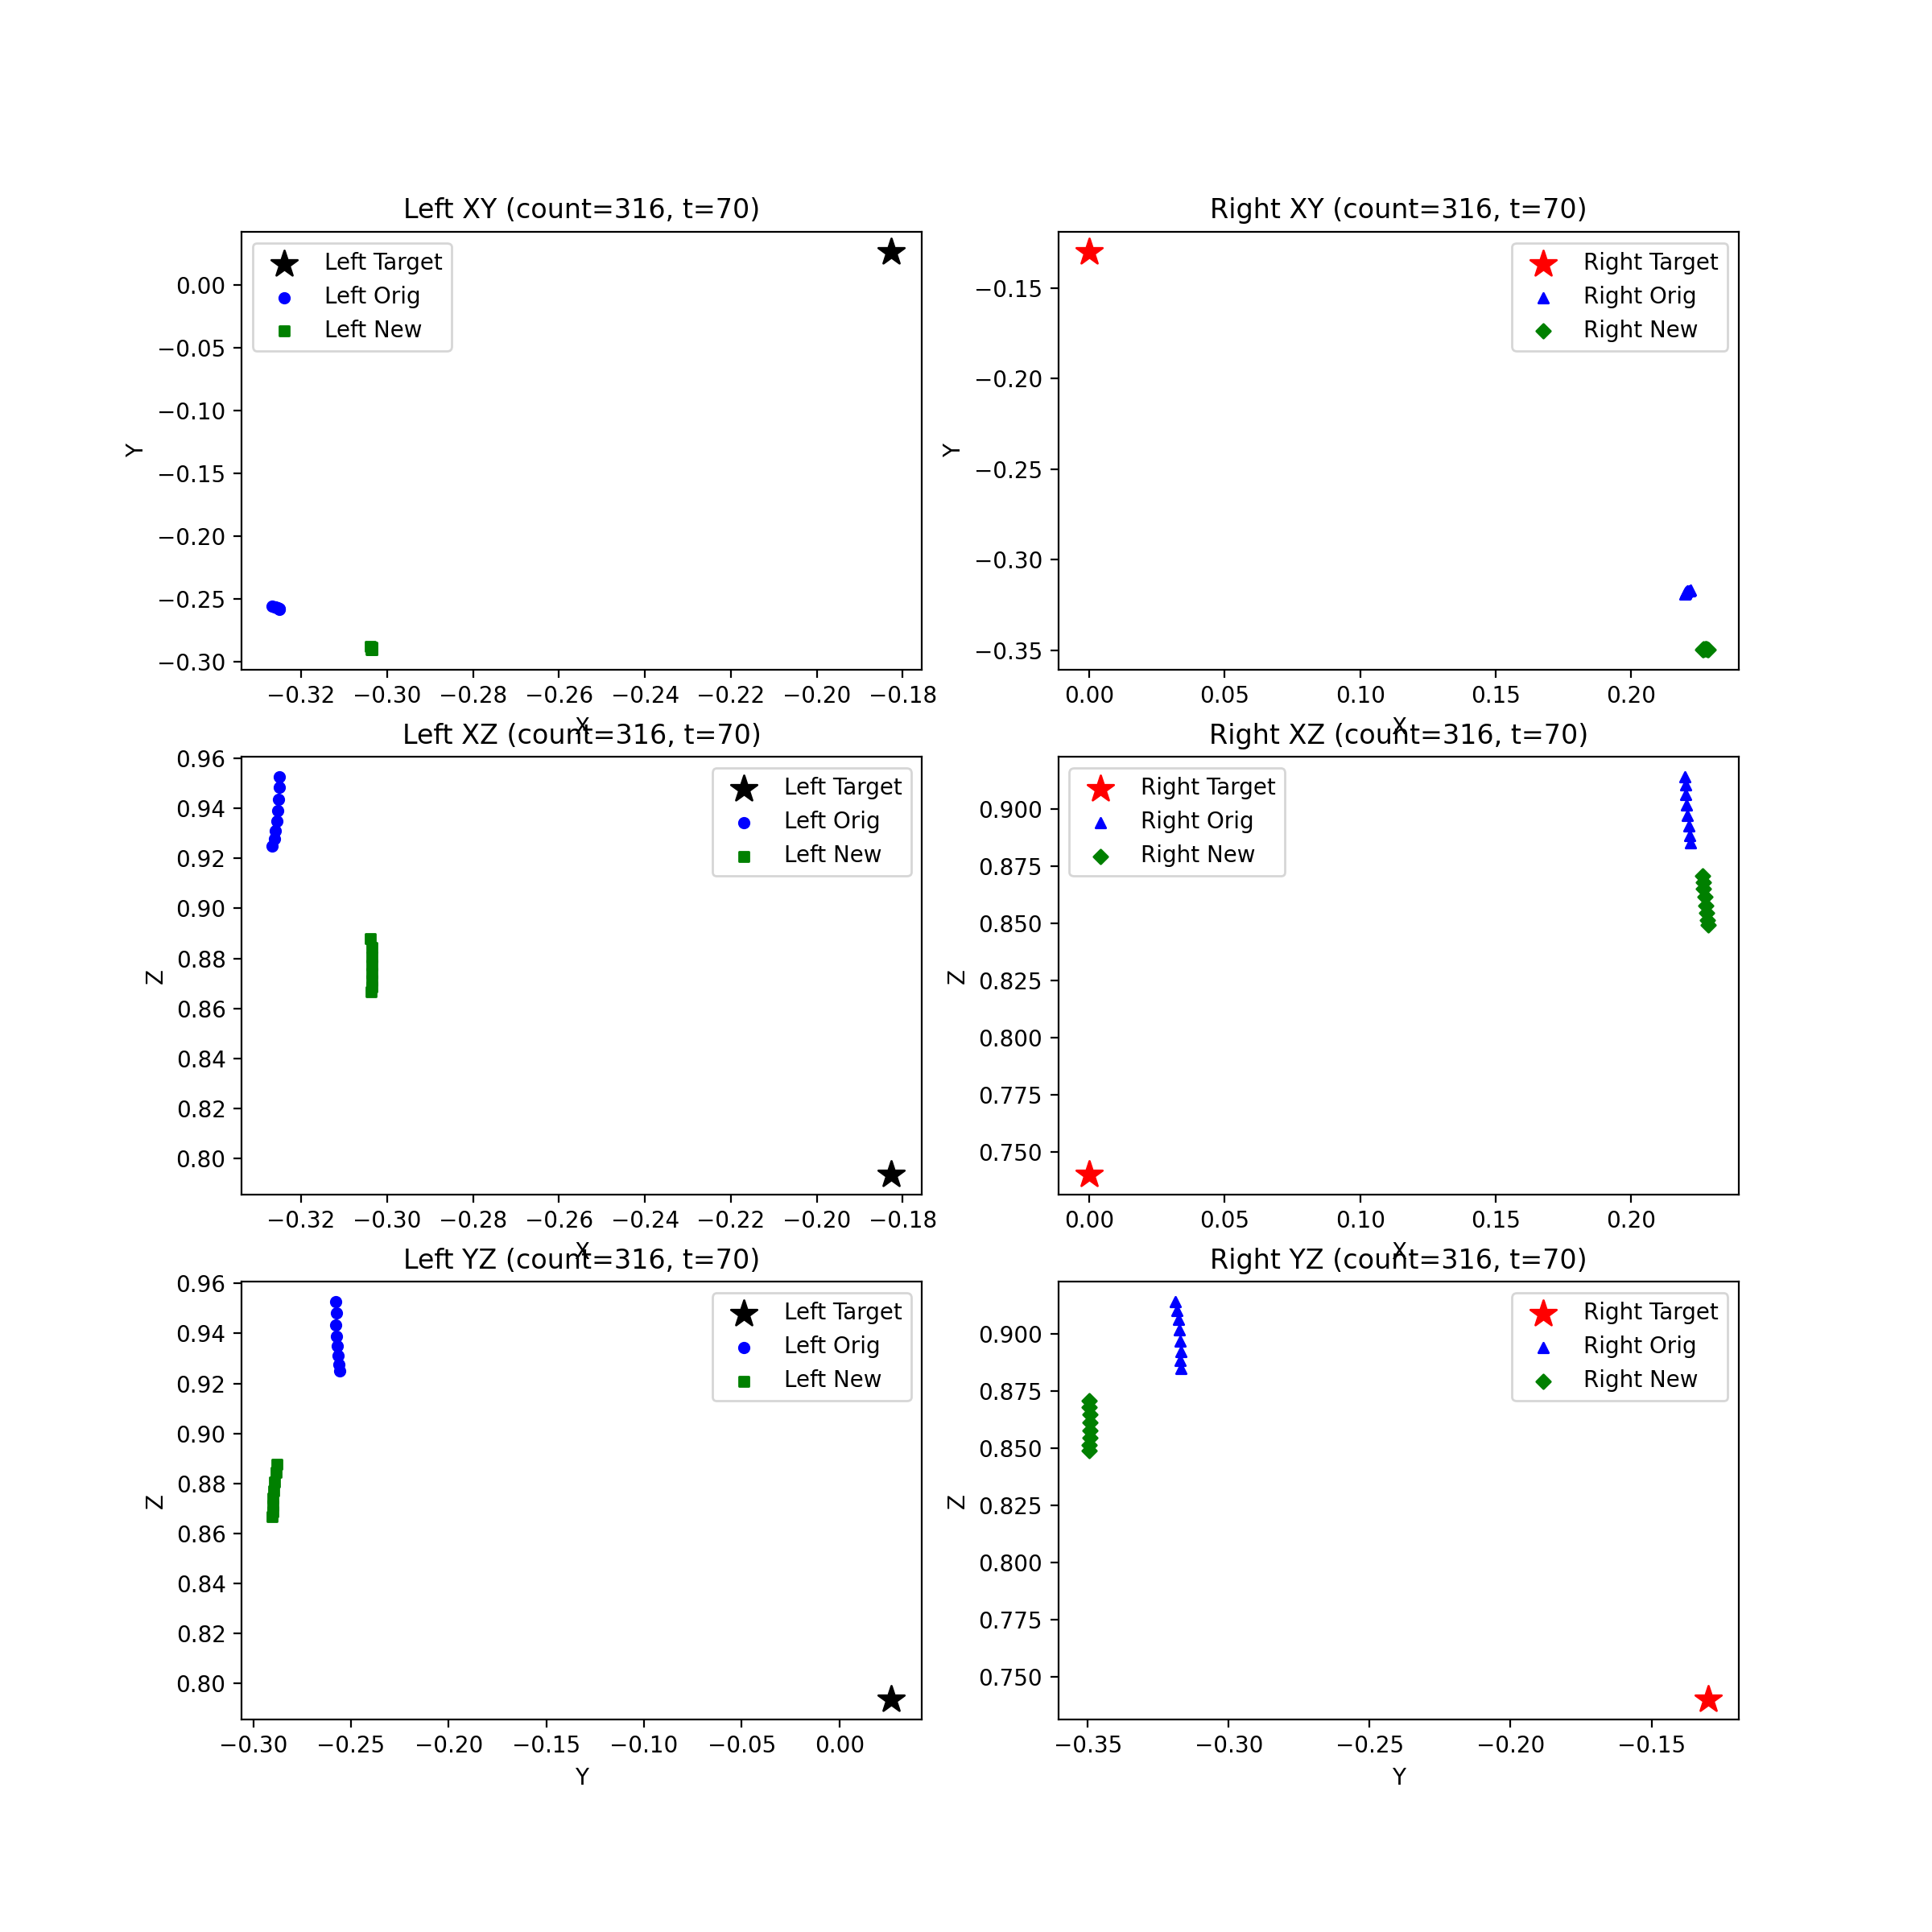 Left XY (count=316, t=70)
Left Target
Left Orig
Left New
0.00
−0.05
−0.10
−0.15
−0.20
−0.25
−0.30
Y
−0.32 −0.30 −0.28 −0.26 −0.24 −0.22 −0.20 −0.18
X
Right XY (count=316, t=70)
Right Target
Right Orig
Right New
−0.15
−0.20
−0.25
−0.30
−0.35
Y
0.00 0.05 0.10 0.15 0.20
X
Left XZ (count=316, t=70)
Left Target
Left Orig
Left New
0.96
0.94
0.92
0.90
0.88
0.86
0.84
0.82
0.80
Z
−0.32 −0.30 −0.28 −0.26 −0.24 −0.22 −0.20 −0.18
X
Right XZ (count=316, t=70)
Right Target
Right Orig
Right New
0.900
0.875
0.850
0.825
0.800
0.775
0.750
Z
0.00 0.05 0.10 0.15 0.20
X
Left YZ (count=316, t=70)
Left Target
Left Orig
Left New
0.96
0.94
0.92
0.90
0.88
0.86
0.84
0.82
0.80
Z
−0.30 −0.25 −0.20 −0.15 −0.10 −0.05 0.00
Y
Right YZ (count=316, t=70)
Right Target
Right Orig
Right New
0.900
0.875
0.850
0.825
0.800
0.775
0.750
Z
−0.35 −0.30 −0.25 −0.20 −0.15
Y